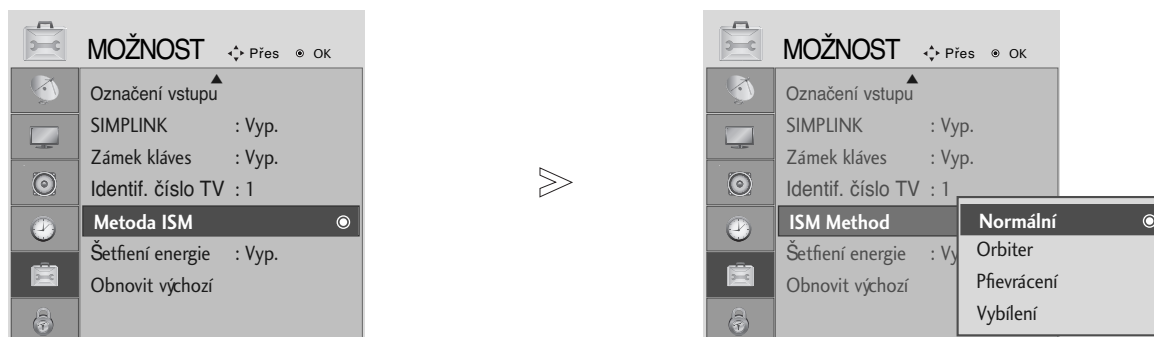 MOŽNOST Přes OK
Označení vstupu
SIMPLINK : Vyp.
Zámek kláves : Vyp.
Identif. číslo TV : 1
Metoda ISM
Šetfiení energie : Vyp.
Obnovit výchozí
MOŽNOST Přes OK
Označení vstupu
SIMPLINK : Vyp.
Zámek kláves : Vyp.
Identif. číslo TV : 1
ISM Method
Šetfiení energie : Vy
Obnovit výchozí
Normální
Orbiter
Pfievrácení
Vybílení